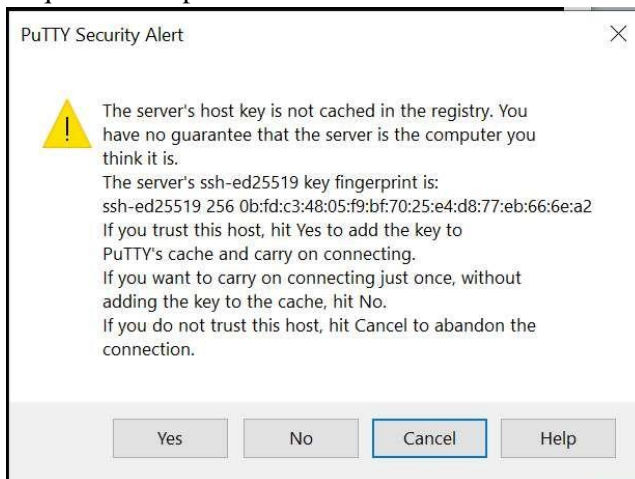 PuTTY Security Alert
The server's host key is not cached in the registry. You
have no guarantee that the server is the computer you
think it is.
The server's ssh-ed25519 key fingerprint is:
ssh-ed25519 256 0b:fd:c3:48:05:f9:bf:70:25:e4:d8:77:eb:66:6e:a2
If you trust this host, hit Yes to add the key to
PuTTY's cache and carry on connecting.
If you want to carry on connecting just once, without
adding the key to the cache, hit No.
If you do not trust this host, hit Cancel to abandon the
connection.
Yes No Cancel Help